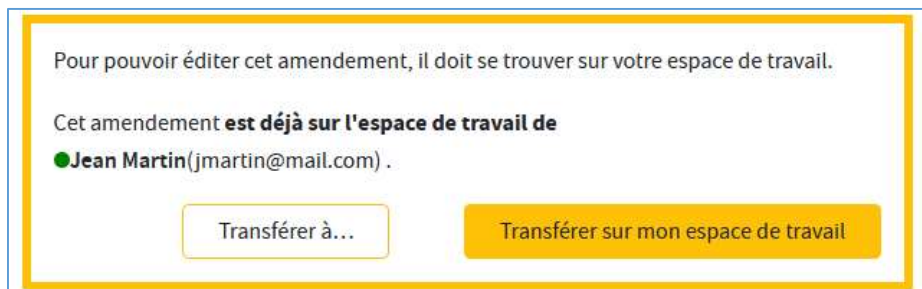 Pour pouvoir éditer cet amendement, il doit se trouver sur votre espace de travail.
Cet amendement est déjà sur l'espace de travail de
Jean Martin(jmartin@mail.com) .
Transférer à… Transférer sur mon espace de travail